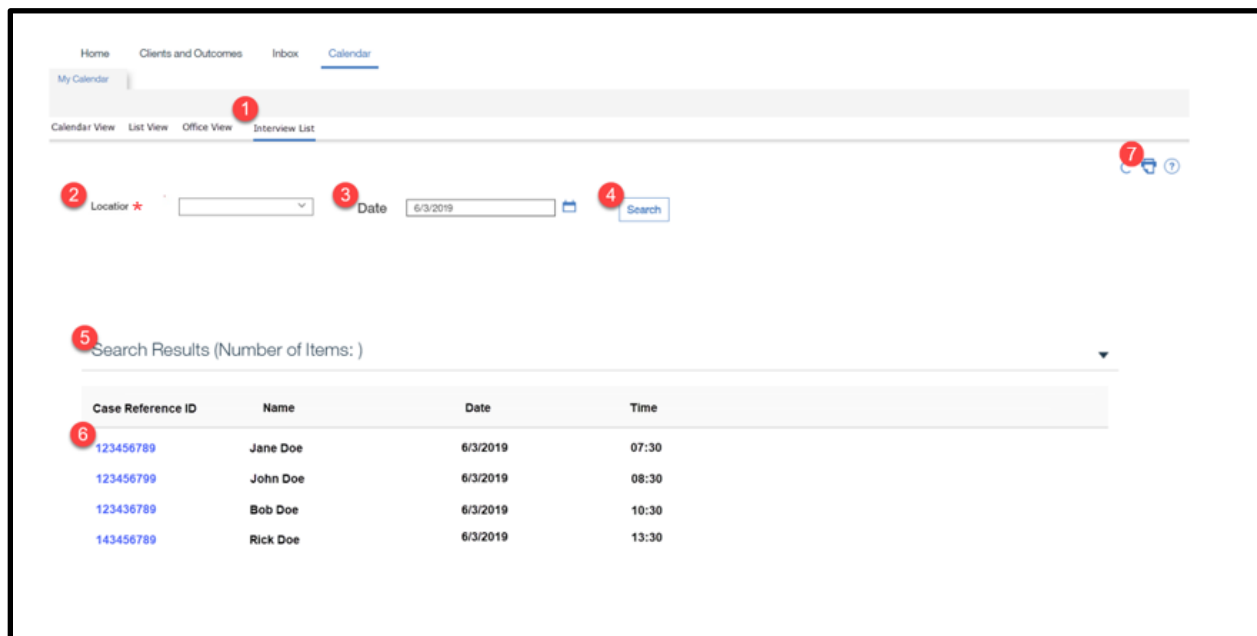 Home Clients and Outcomes Inbox Calendar
My Calendar
1
Calendar View List View Office View Interview List
7
?
2 3 4
Locatior * Date 6/3/2019 Search
5
Search Results (Number of Items: )
Case Reference ID Name Date Time
6
123456789 Jane Doe 6/3/2019 07:30
123456799 John Doe 6/3/2019 08:30
123436789 Bob Doe 6/3/2019 10:30
143456789 Rick Doe 6/3/2019 13:30